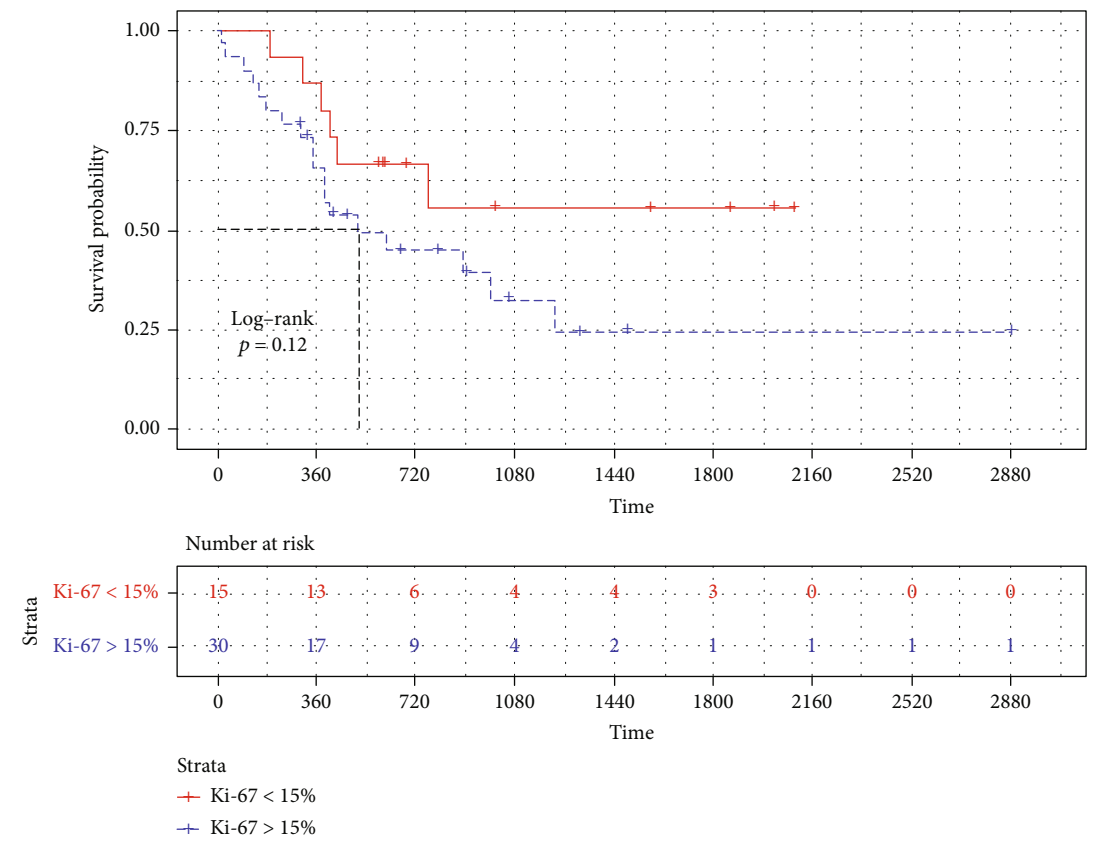 1.00
0.75
0.50
0.25
0.00
Survival probability
Log–rank
p = 0.12
0 360 720 1080 1440 1800 2160 2520 2880
Time
Number at risk
Strata
Ki-67 < 15% 15 13 6 4 4 3 0 0 0
Ki-67 > 15% 30 17 9 4 2 1 1 1 1
0 360 720 1080 1440 1800 2160 2520 2880
Time
Strata
Ki-67 < 15%
Ki-67 > 15%